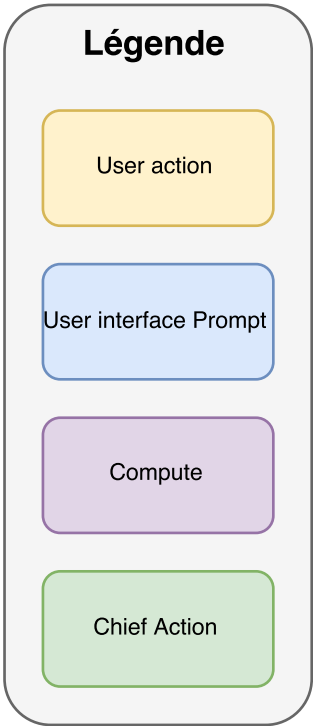 Légende
User action
User interface Prompt
Compute
Chief Action